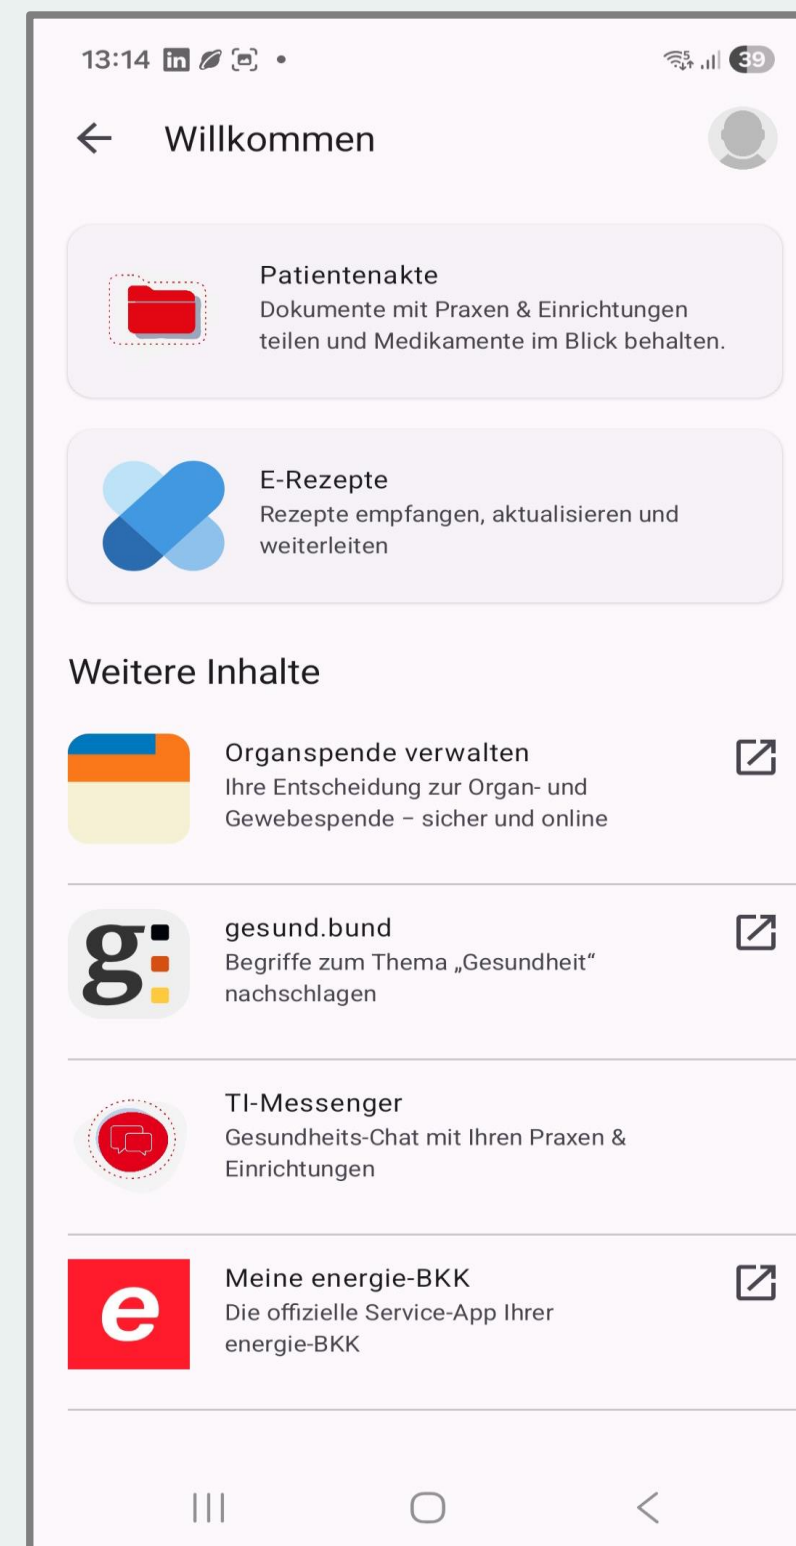 13:14
39
Willkommen
Patientenakte
Dokumente mit Praxen & Einrichtungen
teilen und Medikamente im Blick behalten.
E-Rezepte
Rezepte empfangen, aktualisieren und
weiterleiten
Weitere Inhalte
Organspende verwalten
Ihre Entscheidung zur Organ- und
Gewebespende – sicher und online
g:
gesund.bund
Begriffe zum Thema „Gesundheit“
nachschlagen
TI-Messenger
Gesundheits-Chat mit Ihren Praxen &
Einrichtungen
e
Meine energie-BKK
Die offizielle Service-App Ihrer
energie-BKK